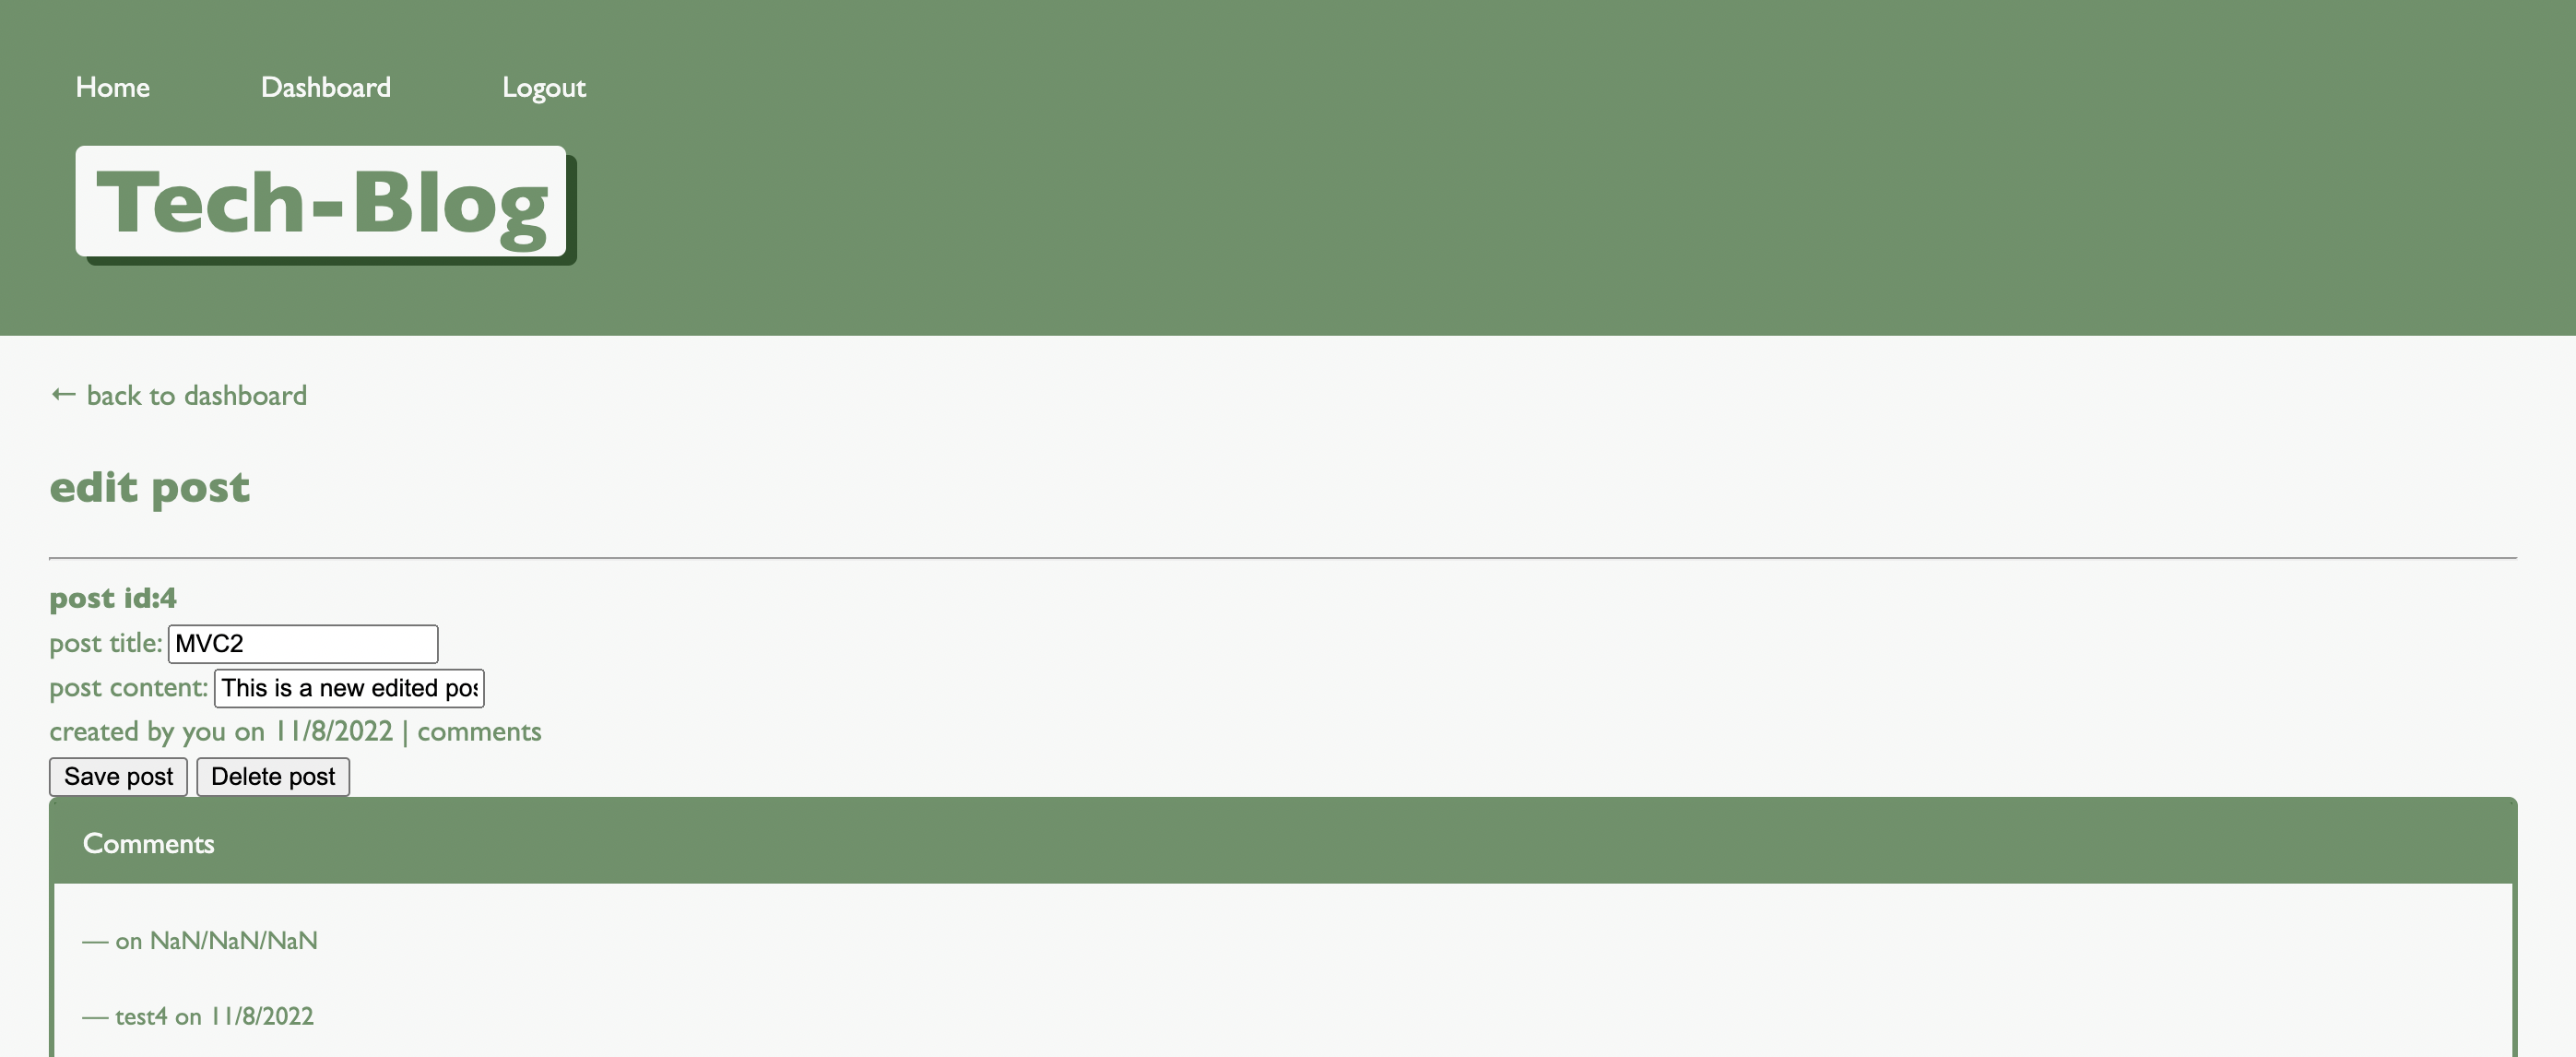 Home Dashboard Logout
Tech-Blog
← back to dashboard
edit post
post id:4
post title: MVC2
post content: This is a new edited pos
created by you on 11/8/2022 | comments
Save post Delete post
Comments
— on NaN/NaN/NaN
— test4 on 11/8/2022